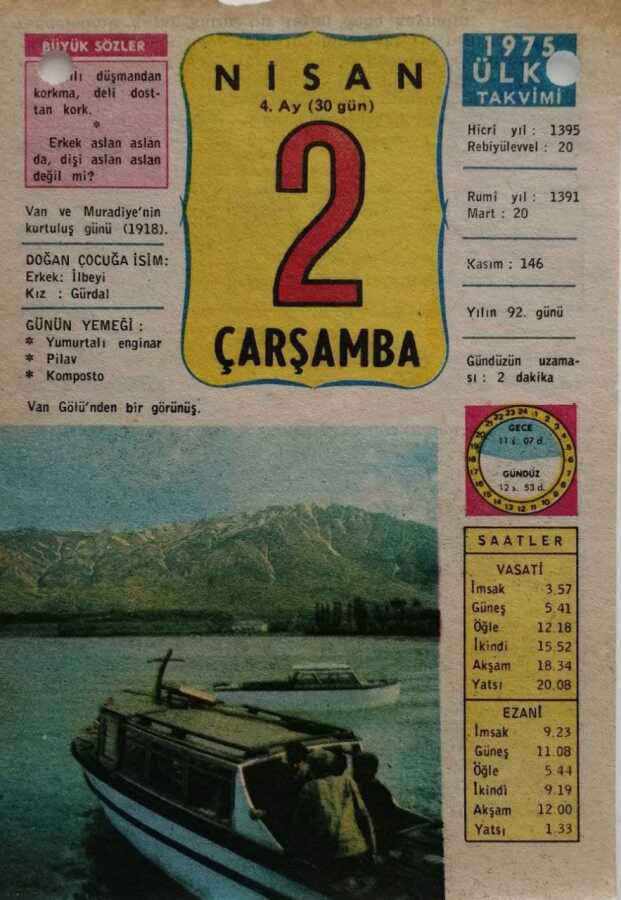 BÜYÜK SÖZLER
düşmandan
korkma, deli dost-
tan kork.
*
Erkek aslan aslan
da, dişi aslan aslan
değil mi?
Van ve Muradiye'nin
kurtuluş günü (1918).
DOĞAN ÇOCUĞA İSİM:
Erkek: İlbeyi
Kız : Gürdal
GÜNÜN YEMEĞİ :
* Yumurtalı enginar
* Pilav
* Komposto
Van Gölü'nden bir görünüş.
NİSAN
4. Ay (30 gün)
2
ÇARŞAMBA
1975
ÜLK
TAKVİMİ
Hicrî yıl : 1395
Rebiyülevvel : 20
Rumî yıl : 1391
Mart : 20
Kasım : 146
Yılın 92. günü
Gündüzün uzama-
sı : 2 dakika
GECE
11 s. 07 d.
GÜNDÜZ
12 s. 53 d.
SAATLER
VASATİ
İmsak 3.57
Güneş 5.41
Öğle 12.18
İkindi 15.52
Akşam 18.34
Yatsı 20.08
EZANİ
İmsak 9.23
Güneş 11.08
Öğle 5.44
İkindi 9.19
Akşam 12.00
Yatsı 1.33